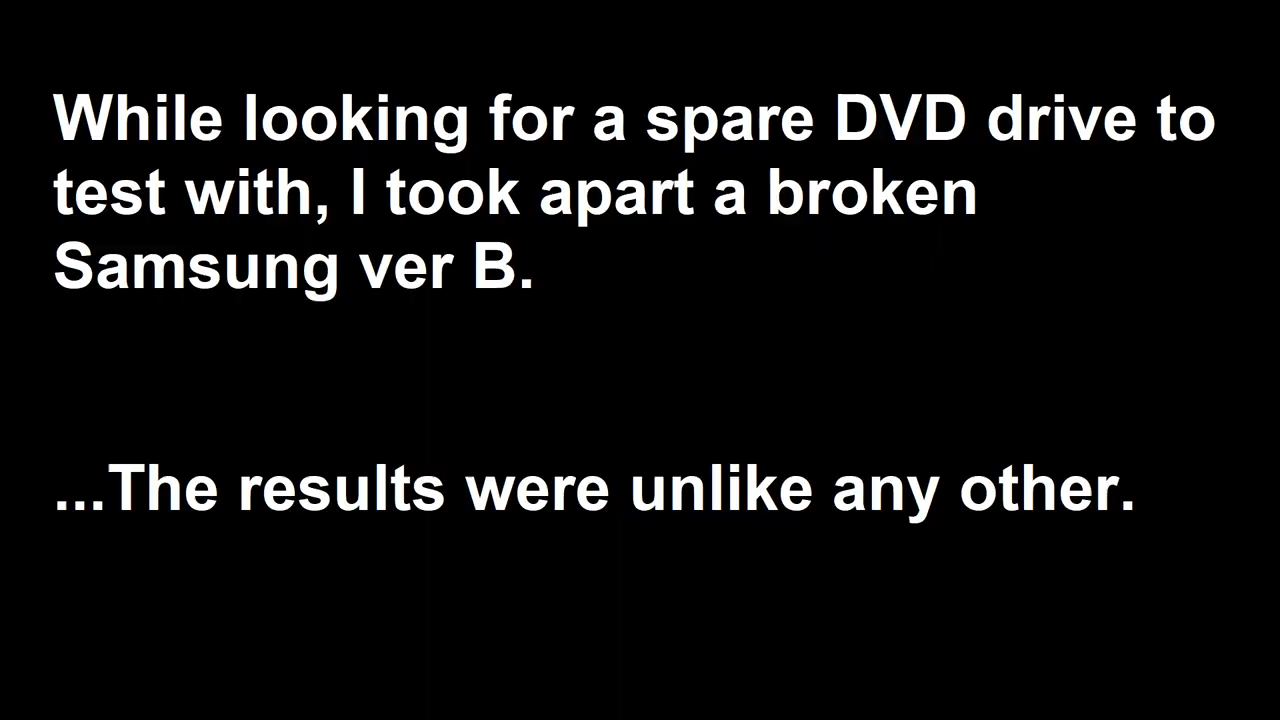 While looking for a spare DVD drive to
test with, I took apart a broken
Samsung ver B.
...The results were unlike any other.